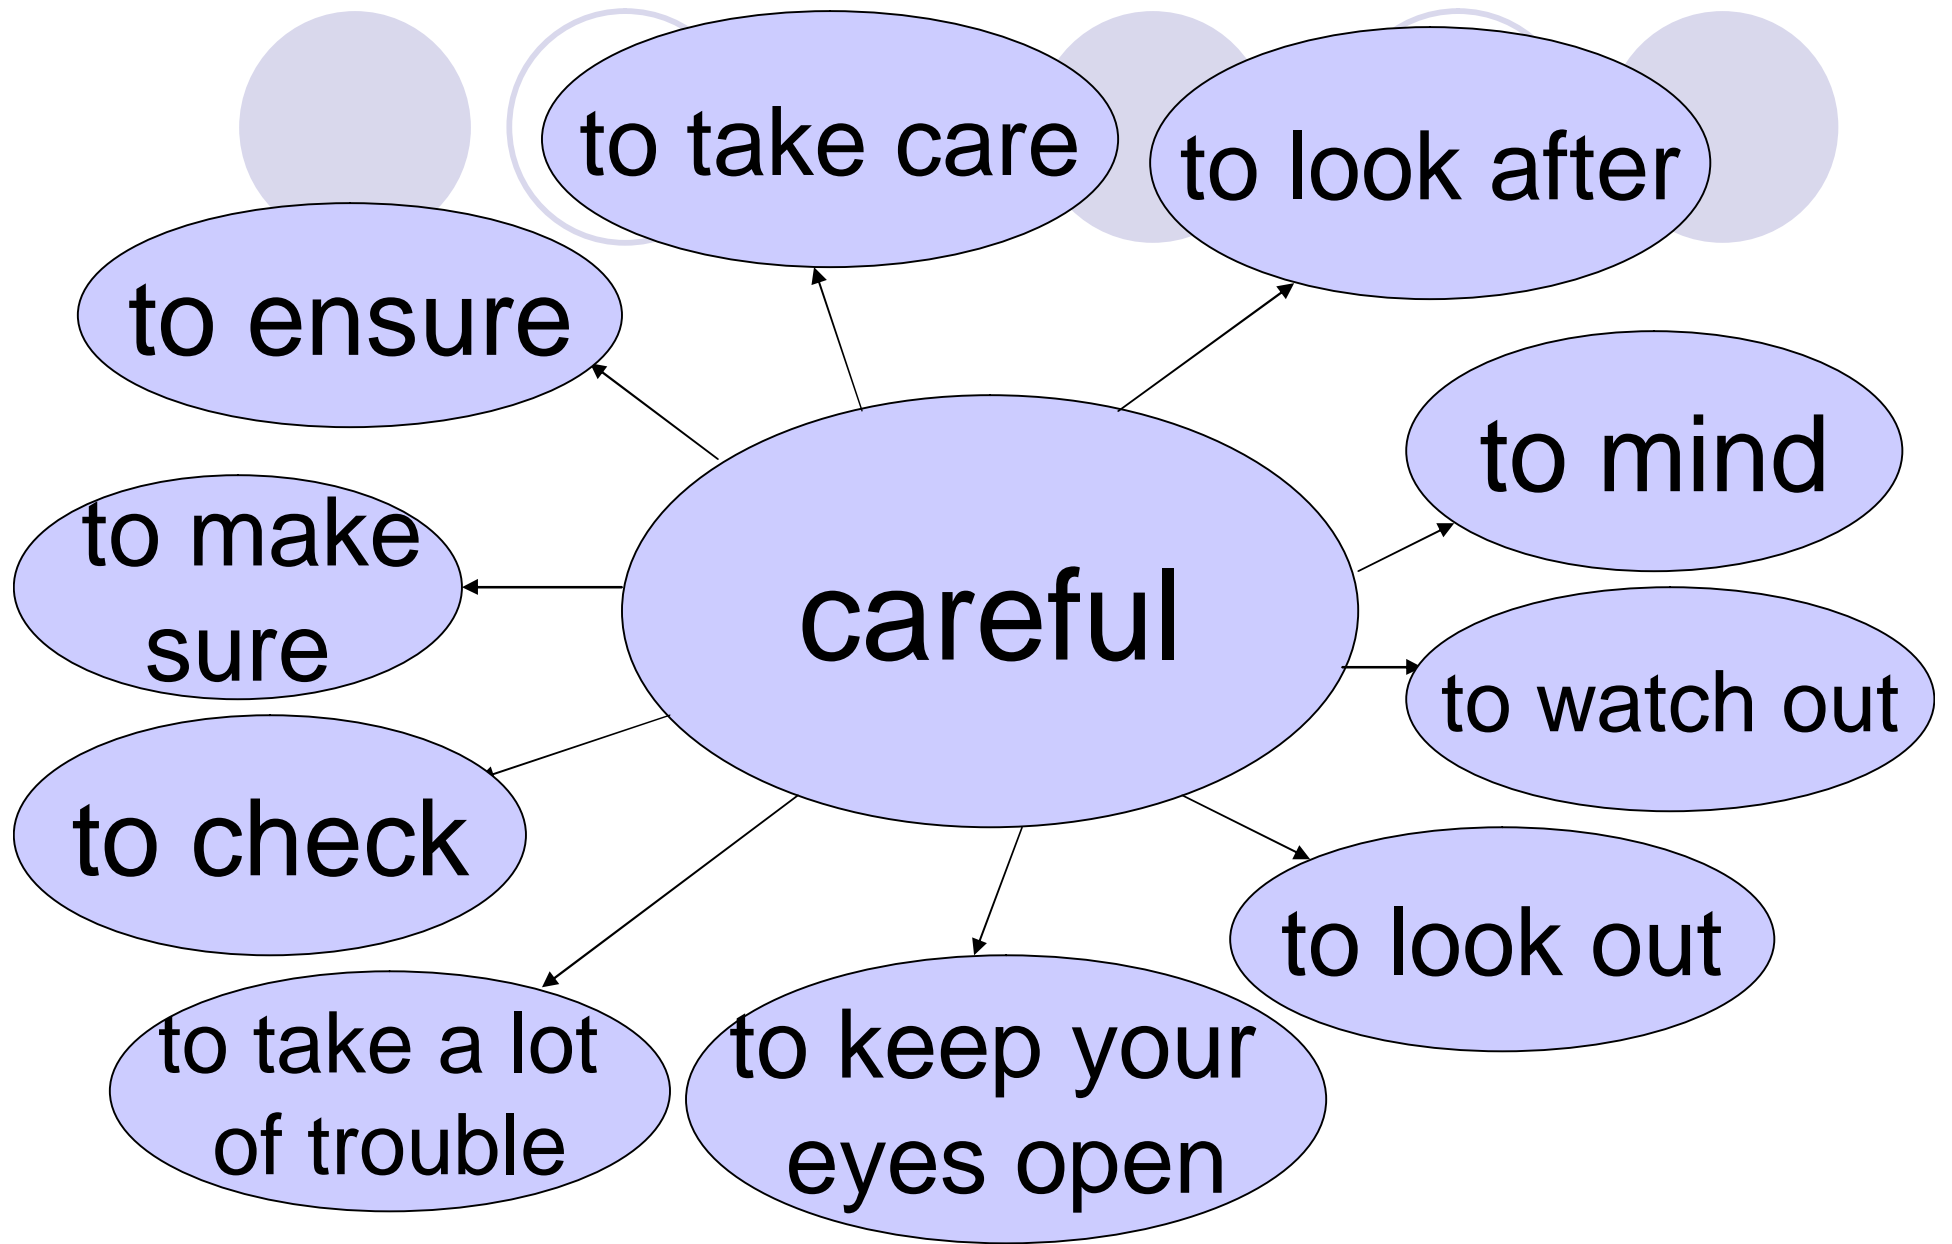 to take care
to look after
to ensure
to mind
to make
sure
careful
to watch out
to check
to look out
to take a lot
of trouble
to keep your
eyes open